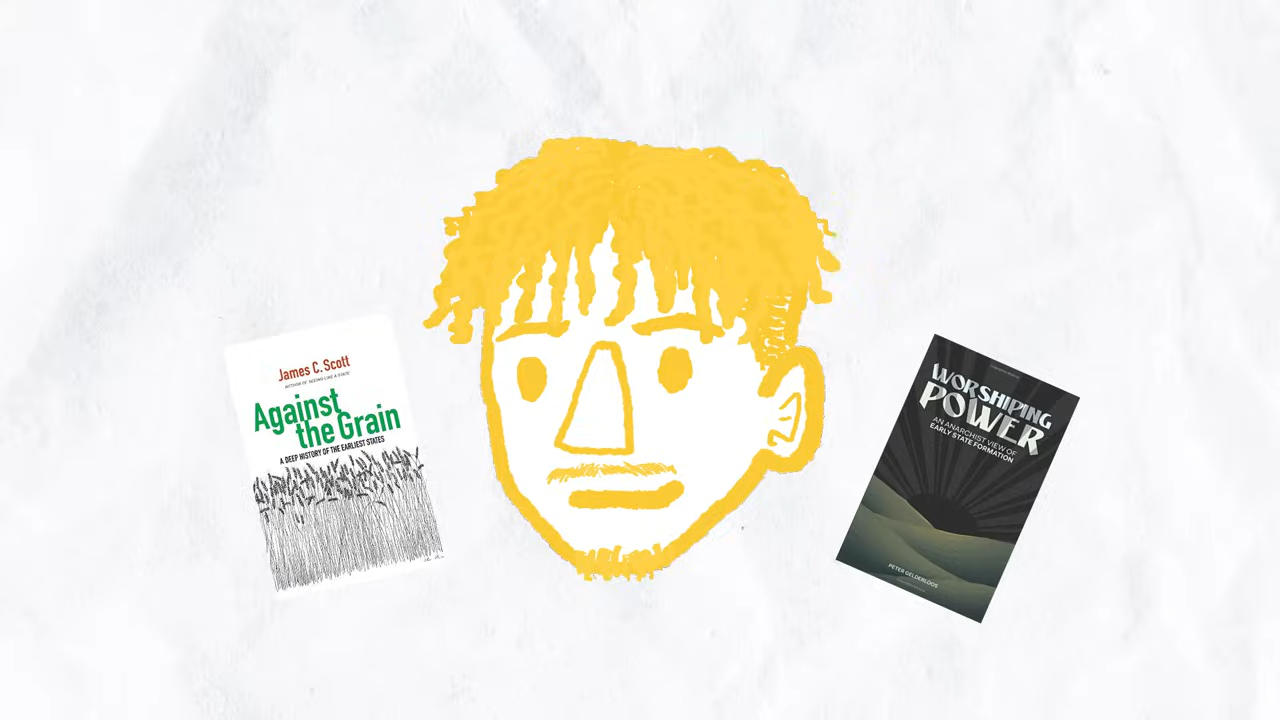 James C. Scott
AUTHOR OF SEEING LIKE A STATE
Against
the Grain
A DEEP HISTORY OF THE EARLIEST STATES
WORSHIPING
POWER
AN ANARCHIST VIEW OF
EARLY STATE FORMATION
PETER GELDERLOOS